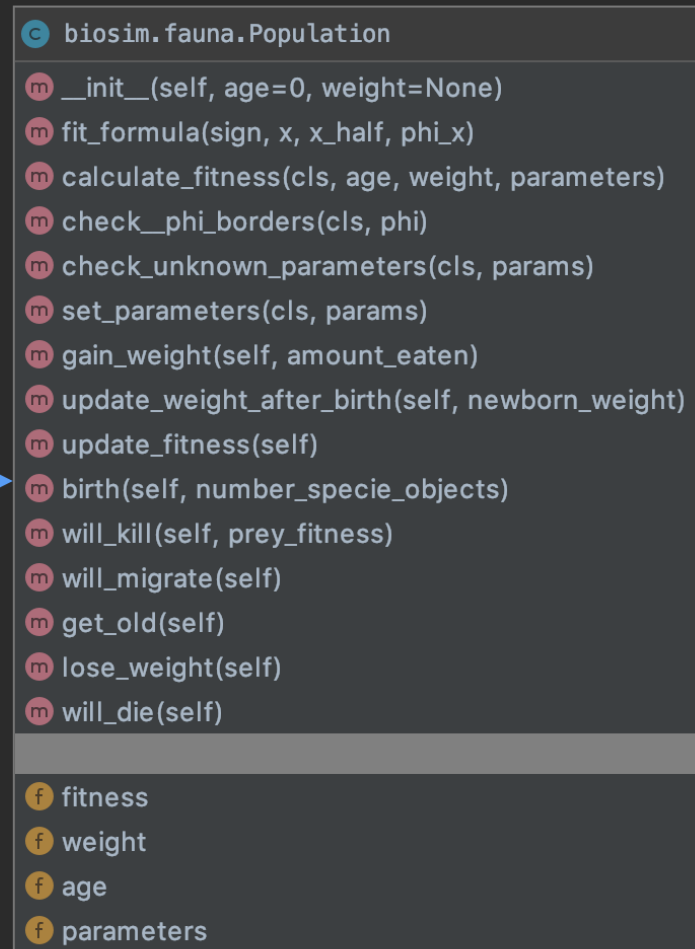 C biosim.fauna.Population
m __init__(self, age=0, weight=None)
m fit_formula(sign, x, x_half, phi_x)
m calculate_fitness(cls, age, weight, parameters)
m check__phi_borders(cls, phi)
m check_unknown_parameters(cls, params)
m set_parameters(cls, params)
m gain_weight(self, amount_eaten)
m update_weight_after_birth(self, newborn_weight)
m update_fitness(self)
m birth(self, number_specie_objects)
m will_kill(self, prey_fitness)
m will_migrate(self)
m get_old(self)
m lose_weight(self)
m will_die(self)
f fitness
f weight
f age
f parameters